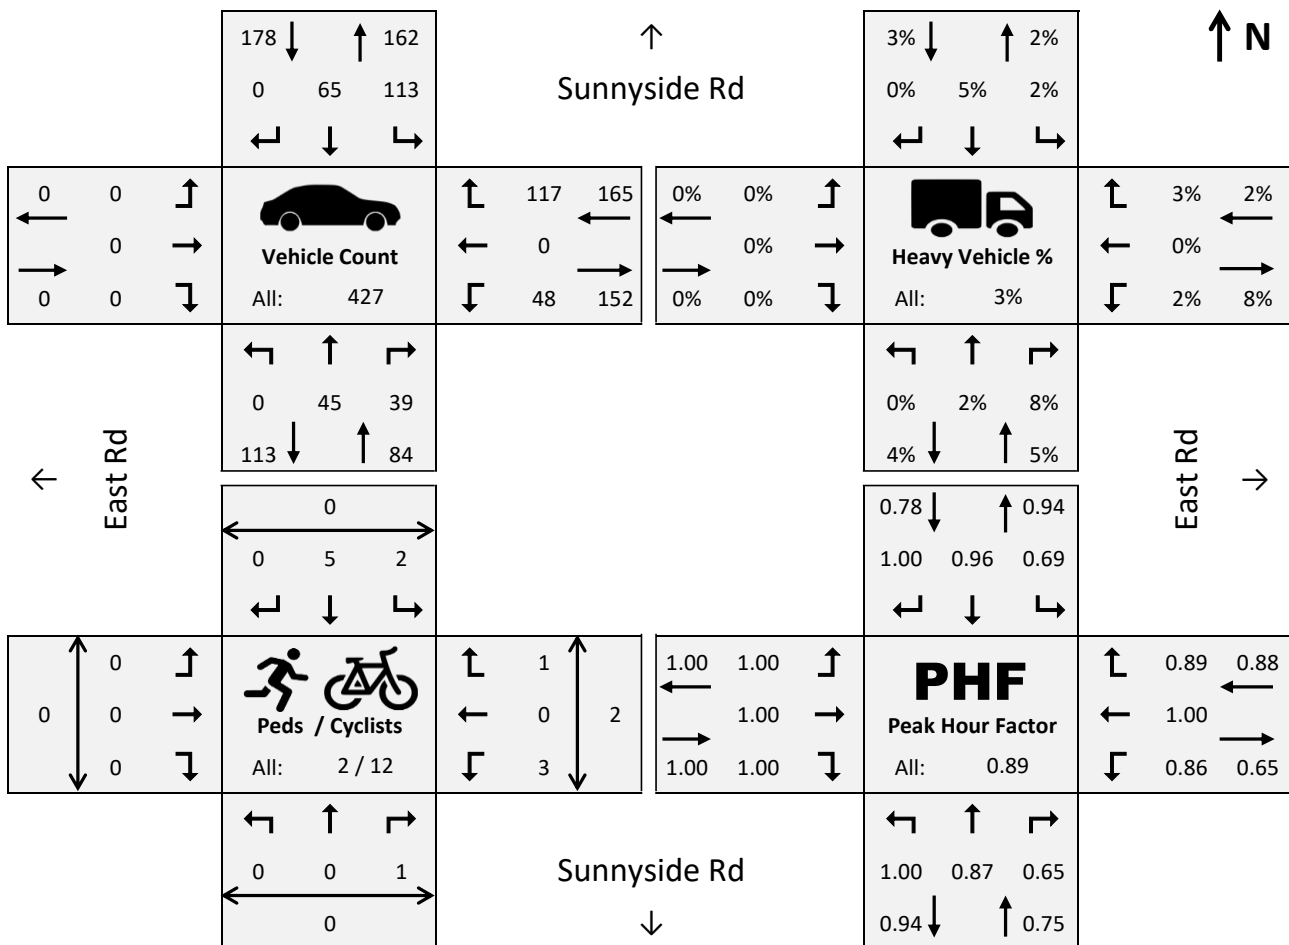 178 162 3% 2% N
Sunnyside Rd
0 65 113 0% 5% 2%
0 0 117 165 0% 0% 3% 2%
0 0 0% 0%
Vehicle Count Heavy Vehicle %
0 0 All: 427 48 152 0% 0% All: 3% 2% 8%
0 45 39 0% 2% 8%
113 84 4% 5%
East Rd East Rd
0 0.78 0.94
0 5 2 1.00 0.96 0.69
0 1 1.00 1.00 PHF 0.89 0.88
0 0 0 2 1.00 1.00
Peds / Cyclists Peak Hour Factor
0 All: 2 / 12 3 1.00 1.00 All: 0.89 0.86 0.65
0 0 1 Sunnyside Rd 1.00 0.87 0.65
0 0.94 0.75